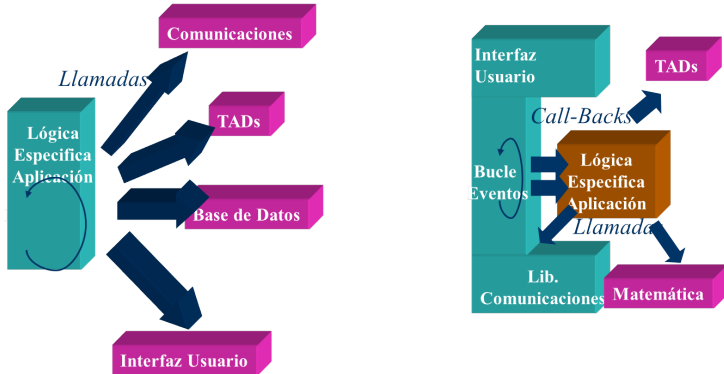 Comunicaciones
Llamadas
TADs
Lógica
Especifica
Aplicación
Base de Datos
Interfaz Usuario
Interfaz
Usuario
TADs
Call-Backs
Bucle
Eventos
Lógica
Especifica
Aplicación
Llamada
Lib.
Comunicaciones
Matemática